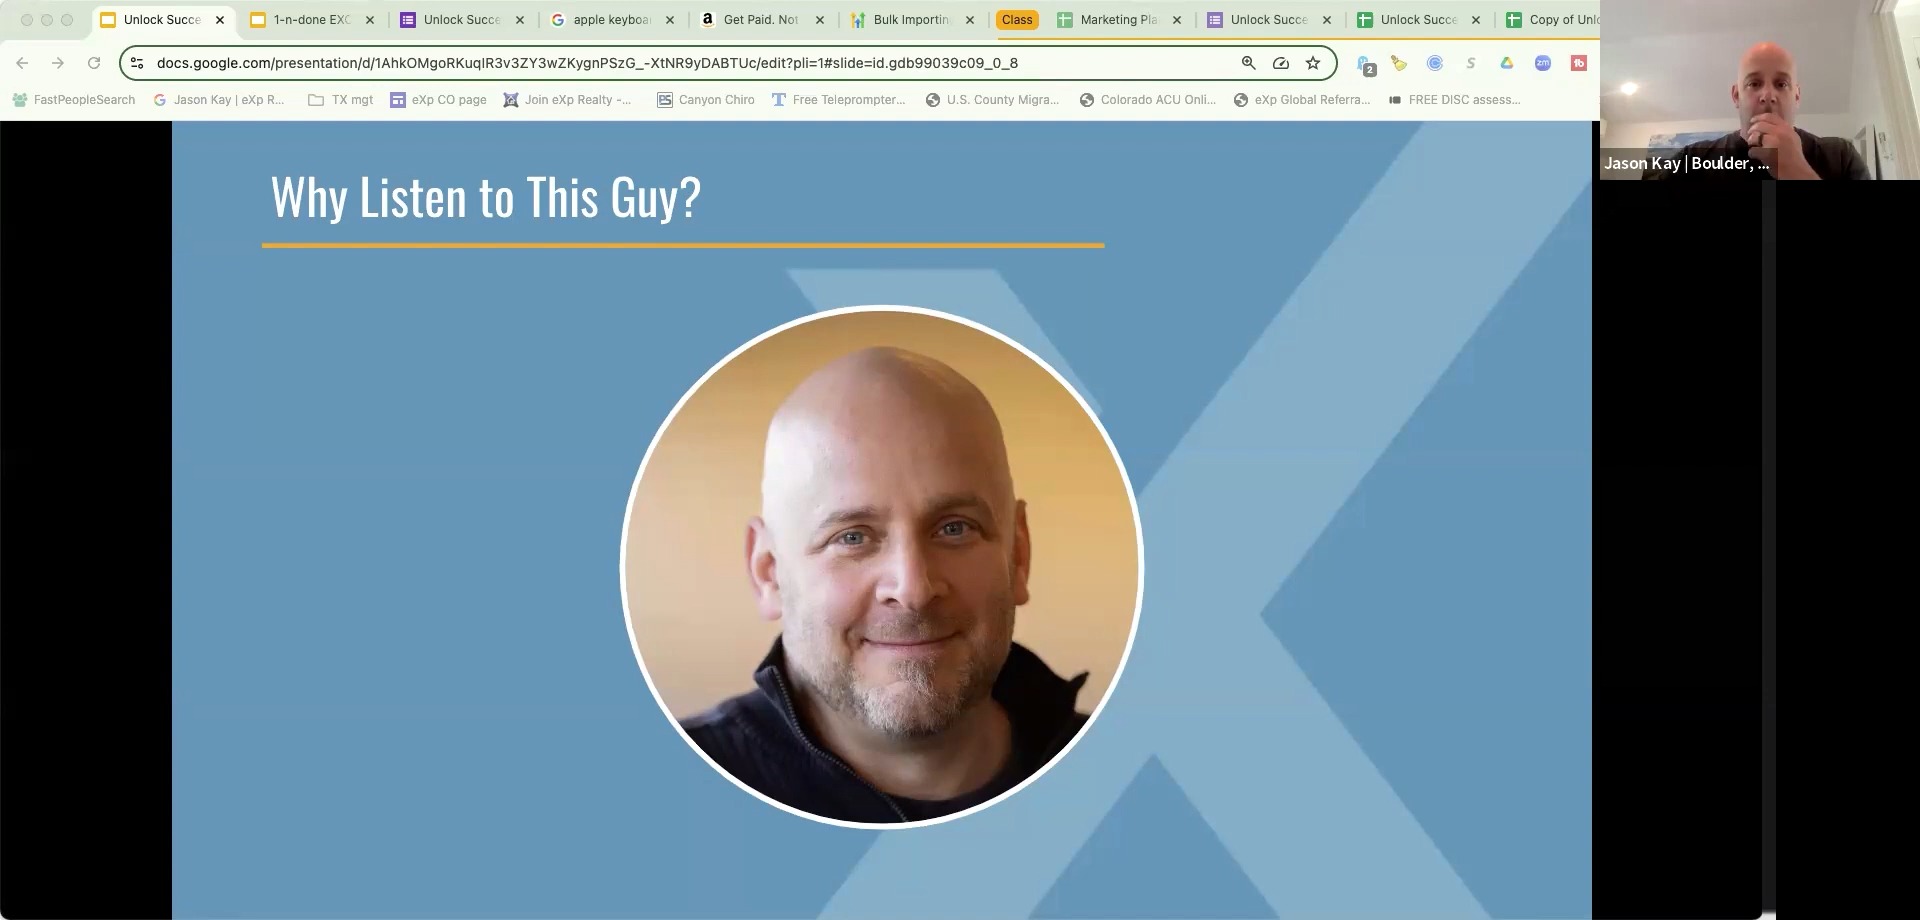 Unlock Succe
1-n-done EXC
Unlock Succe
apple keyboa
Get Paid. Not
Bulk Importin
Class
Marketing Pla
Unlock Succe
Unlock Succe
Copy of Unlo
docs.google.com/presentation/d/1AhkOMgoRKuqIR3v3ZY3wZKygnPSzG_-XtNR9yDABTUc/edit?pli=1#slide=id.gdb99039c09_0_8
2
S
zm
tb
FastPeopleSearch
Jason Kay | eXp R...
TX mgt
eXp CO page
Join eXp Realty -...
Canyon Chiro
Free Teleprompter...
U.S. County Migra...
Colorado ACU Onli...
eXp Global Referra...
FREE DISC assess...
Jason Kay | Boulder, ...
Why Listen to This Guy?